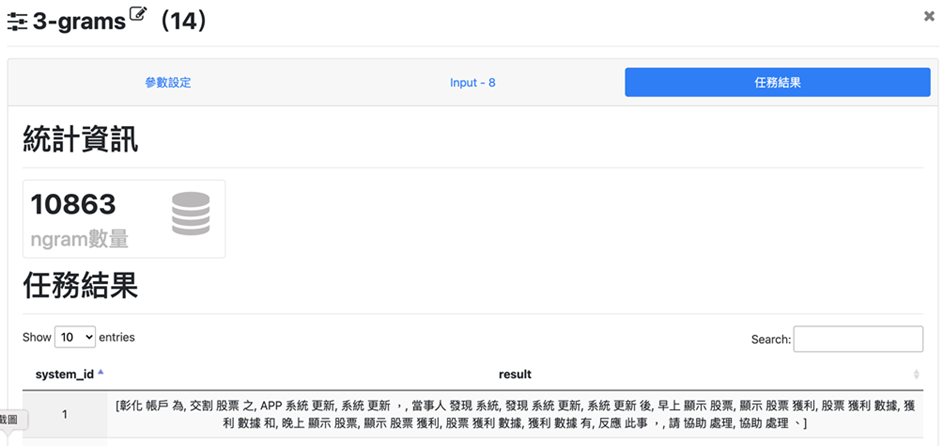 3-grams (14)
參數設定
Input - 8
任務結果
統計資訊
10863
ngram數量
任務結果
Show 10 entries
Search:
system_id
result
1
[彰化 帳戶 為, 交割 股票 之, APP 系統 更新, 系統 更新 ，, 當事人 發現 系統, 發現 系統 更新, 系統 更新 後, 早上 顯示 股票, 顯示 股票 獲利, 股票 獲利 數據, 獲
利 數據 和, 晚上 顯示 股票, 顯示 股票 獲利, 股票 獲利 數據, 獲利 數據 有, 反應 此事 ，, 請 協助 處理, 協助 處理 、]
截圖